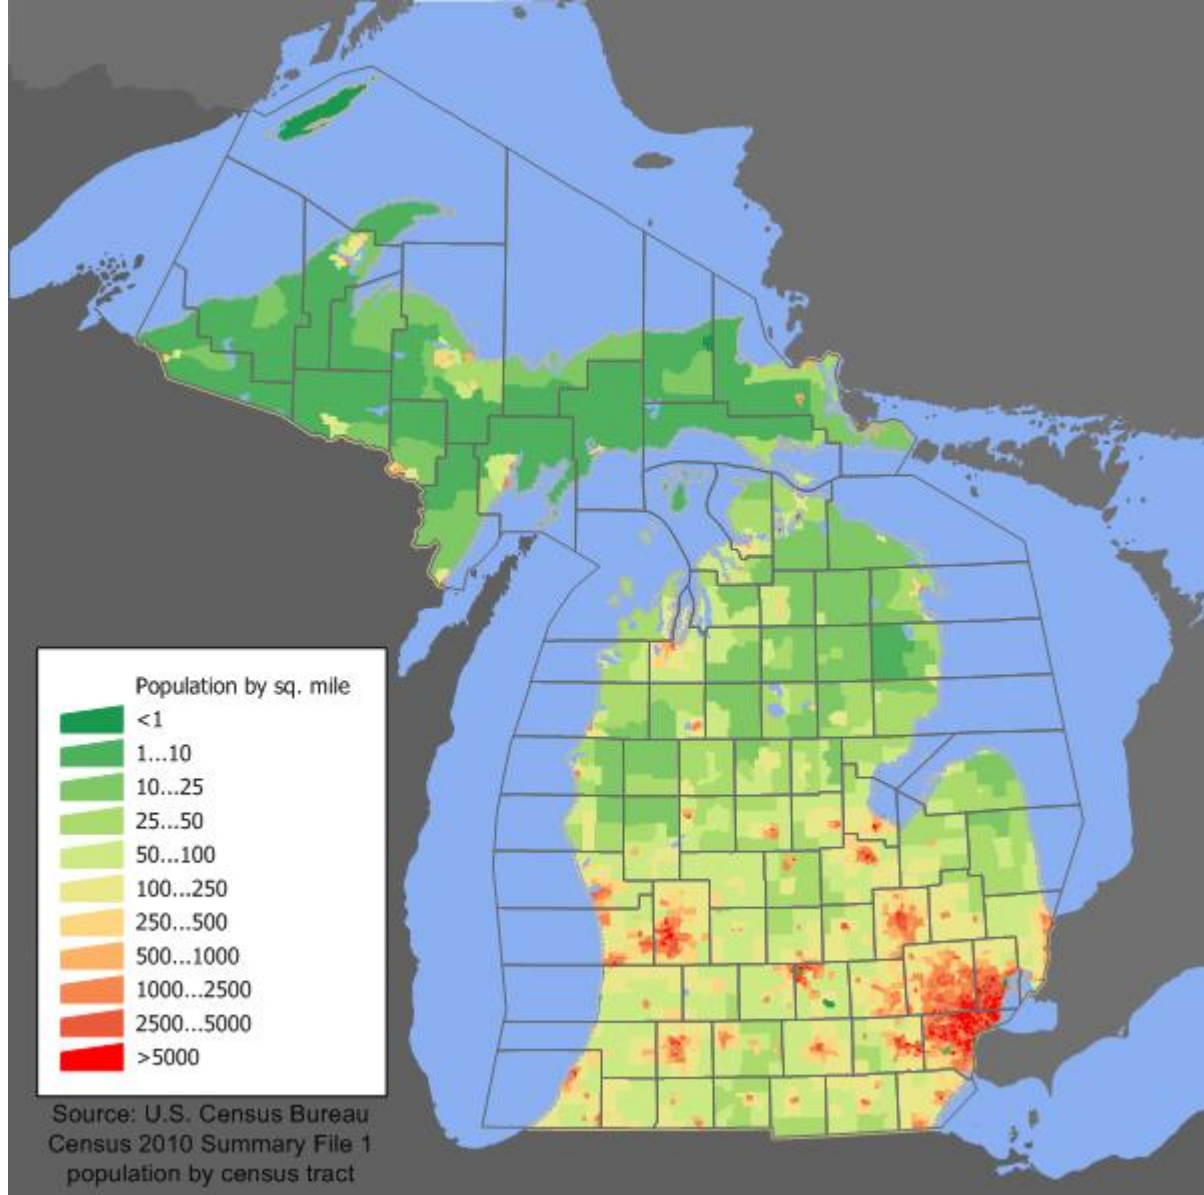 Population by sq. mile
<1
1...10
10...25
25...50
50...100
100...250
250...500
500...1000
1000...2500
2500...5000
>5000
Source: U.S. Census Bureau
Census 2010 Summary File 1
population by census tract